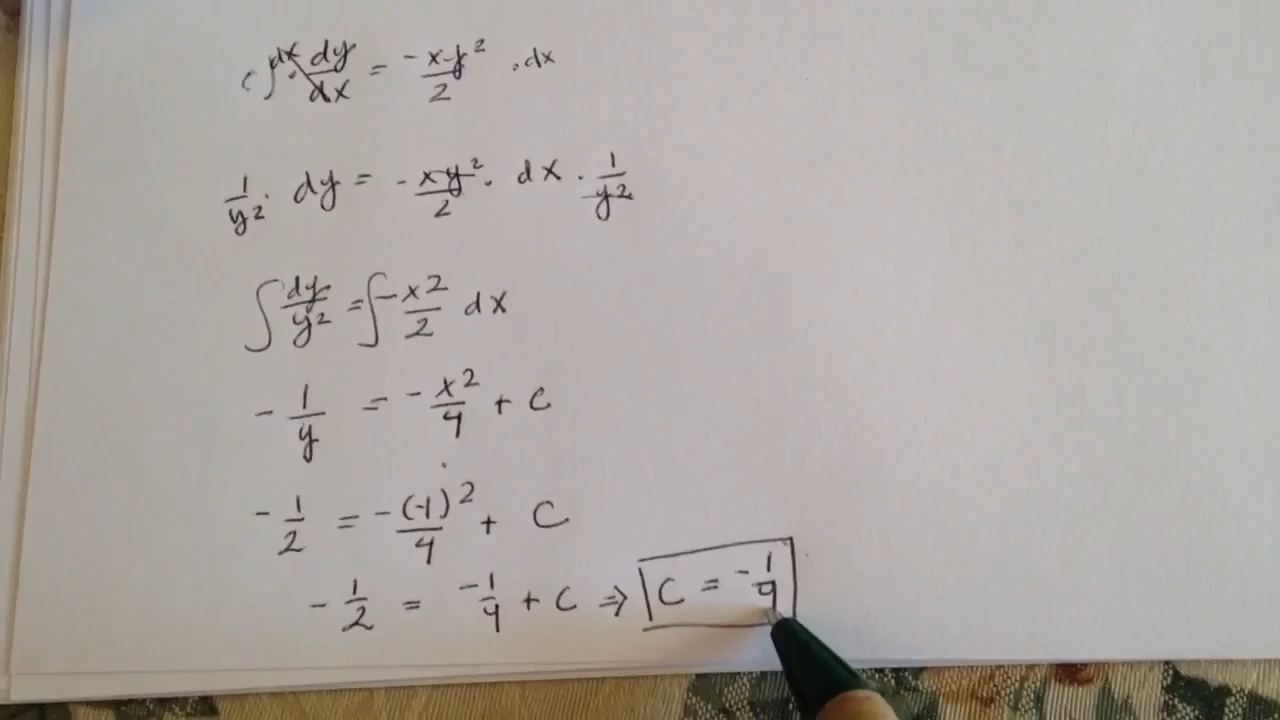 ∫ dx · dy/dx = -xy²/2 · dx
1/y² · dy = -xy²/2 · dx · 1/y²
∫ dy/y² = ∫ -x2/2 dx
- 1/y = - x²/4 + C
- 1/2 = - (-1)²/4 + C
- 1/2 = -1/4 + C ⇒ C = -1/4